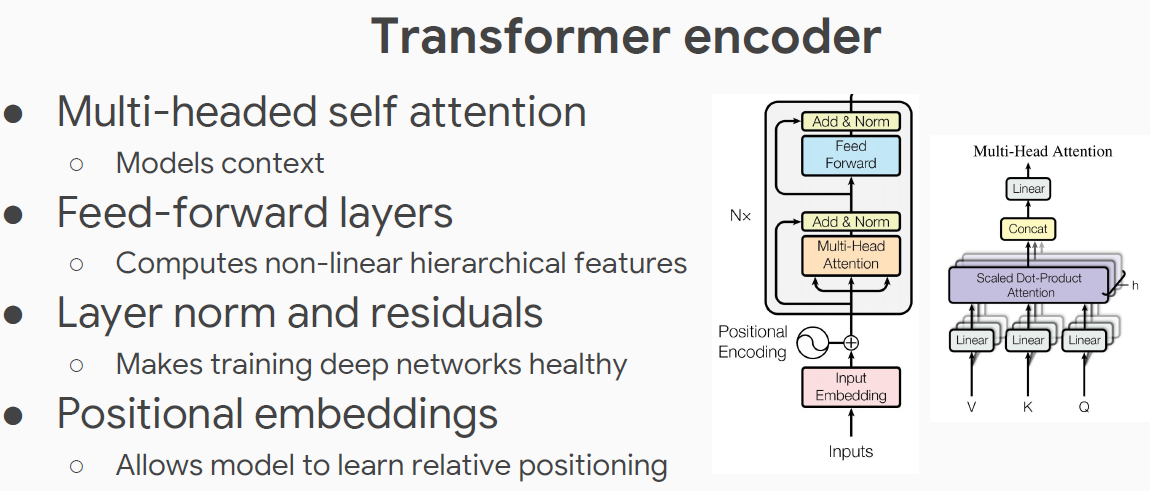 Transformer encoder
● Multi-headed self attention
○ Models context
● Feed-forward layers
○ Computes non-linear hierarchical features
● Layer norm and residuals
○ Makes training deep networks healthy
● Positional embeddings
○ Allows model to learn relative positioning
Add & Norm
Feed
Forward
Nx
Add & Norm
Multi-Head
Attention
Positional
Encoding
Input
Embedding
Inputs
Multi-Head Attention
Linear
Concat
Scaled Dot-Product
Attention
h
Linear Linear Linear
V K Q